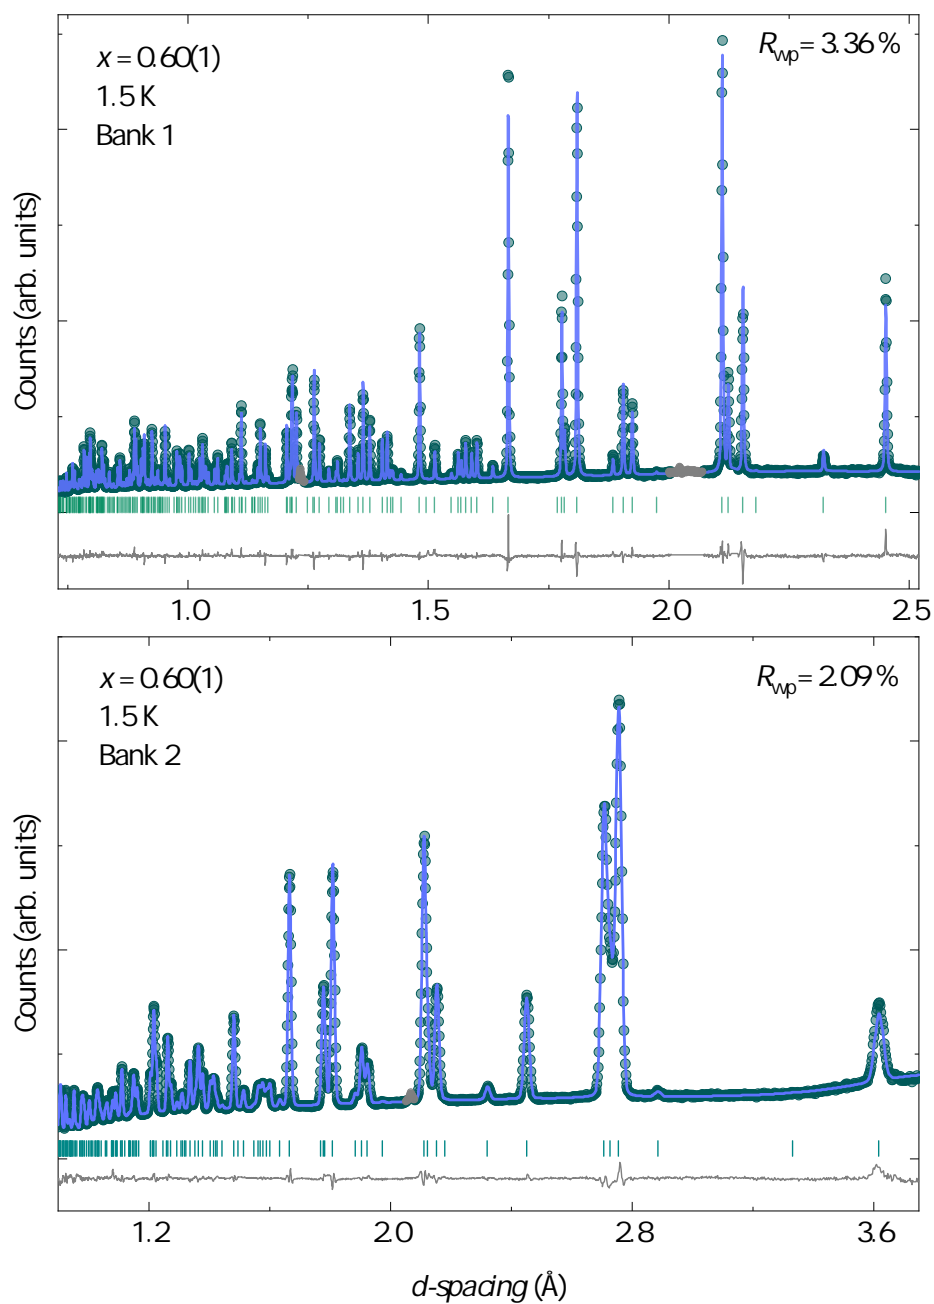 x = 0.60(1)
R_wp = 3.36 %
1.5 K
Bank 1
Counts (arb. units)
1.0 1.5 2.0 2.5
x = 0.60(1)
R_wp = 2.09 %
1.5 K
Bank 2
Counts (arb. units)
1.2 2.0 2.8 3.6
d-spacing (Å)